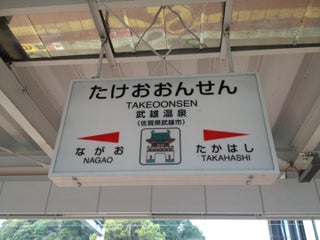 たけおおんせん
TAKEOONSEN
武雄温泉
(佐賀県武雄市)
ながお
NAGAO
たかはし
TAKAHASHI